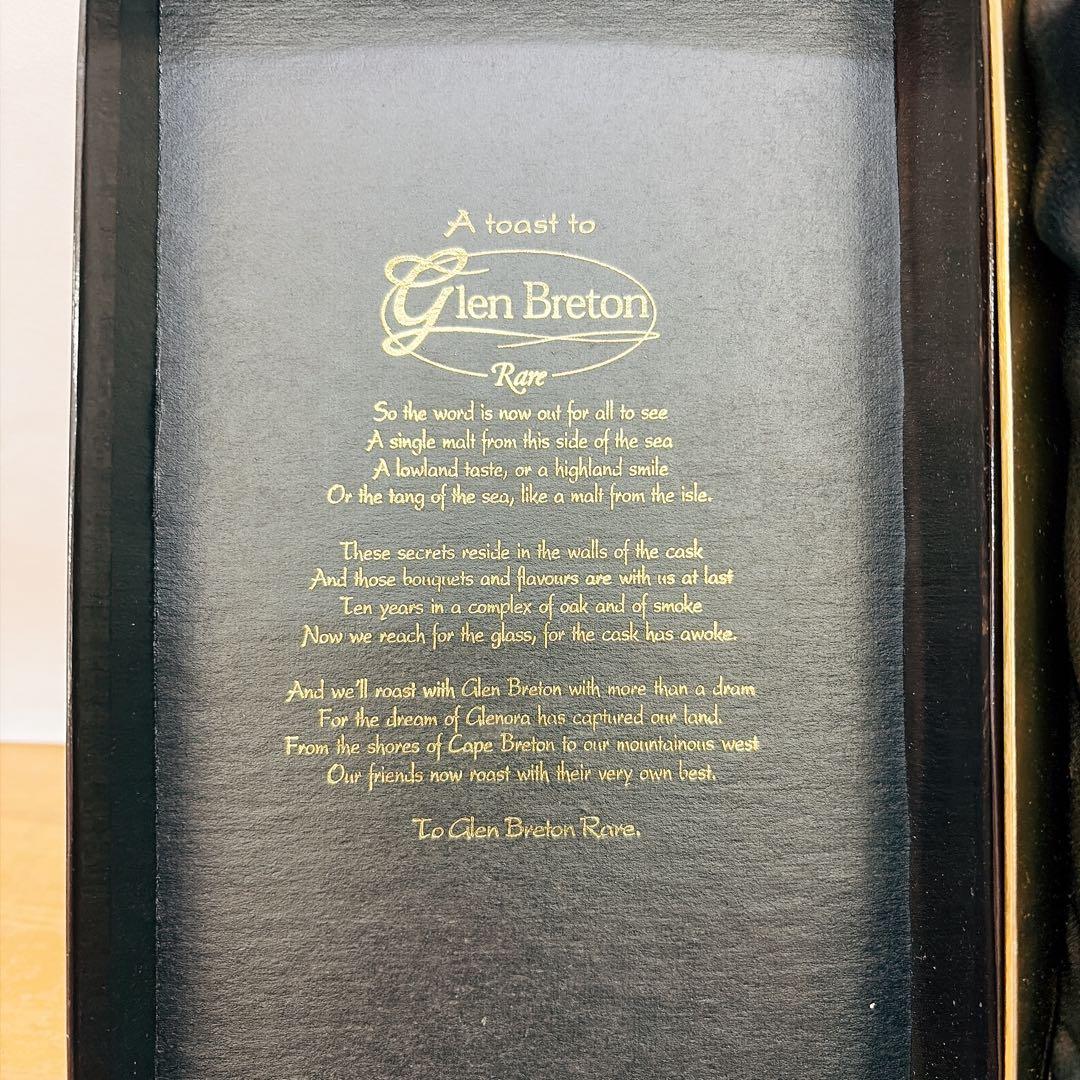 A toast to
Glen Breton
Rare
So the word is now out for all to see
A single malt from this side of the sea
A lowland taste, or a highland smile
Or the tang of the sea, like a malt from the isle.
These secrets reside in the walls of the cask
And those bouquets and flavours are with us at last
Ten years in a complex of oak and of smoke
Now we reach for the glass, for the cask has awoke.
And we'll roast with Glen Breton with more than a dram
For the dream of Glenora has captured our land.
From the shores of Cape Breton to our mountainous west
Our friends now roast with their very own best.
To Glen Breton Rare.